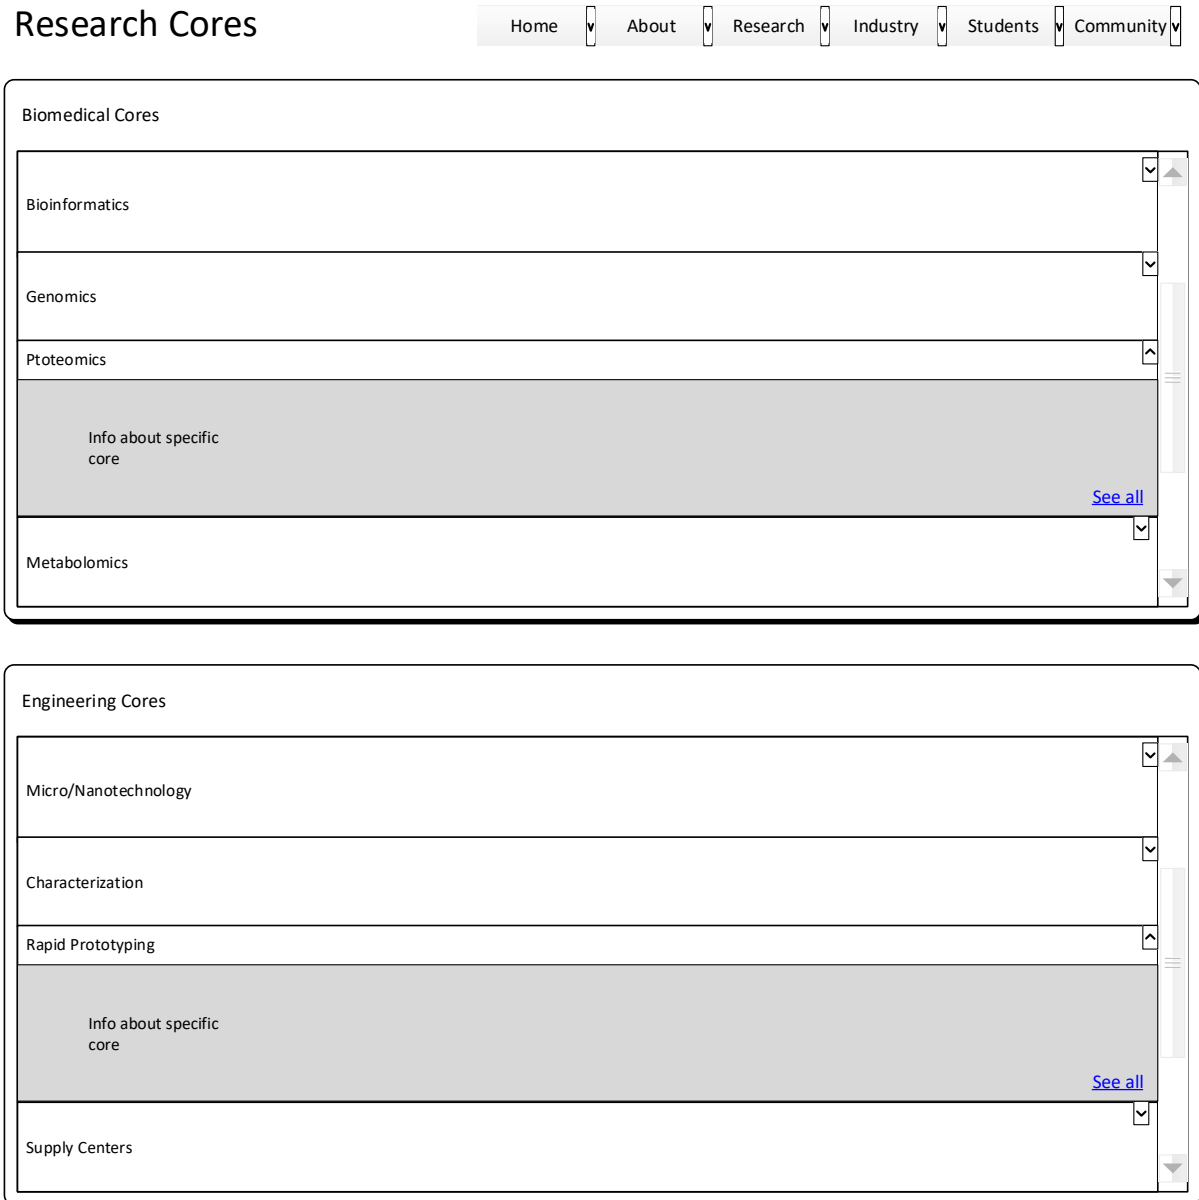 Research Cores
Home v About v Research v Industry v Students v Community v
Biomedical Cores
Bioinformatics
Genomics
Ptoteomics
Info about specific
core
See all
Metabolomics
Engineering Cores
Micro/Nanotechnology
Characterization
Rapid Prototyping
Info about specific
core
See all
Supply Centers